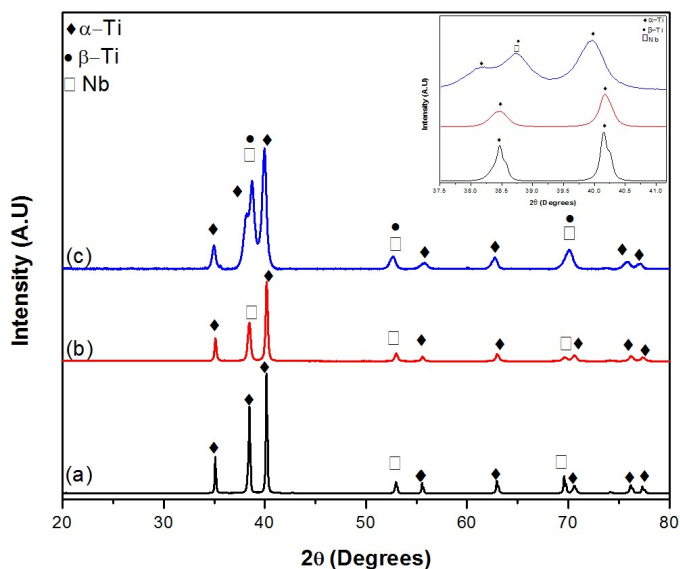 ♦ α−Ti
● β−Ti
□ Nb
Intensity (A.U)
(c)
(b)
(a)
20 30 40 50 60 70 80
2θ (Degrees)
♦ α−Ti
● β−Ti
□ Nb
Intensity (A.U)
37.5 38.0 38.5 39.0 39.5 40.0 40.5 41.0
2θ (Degrees)